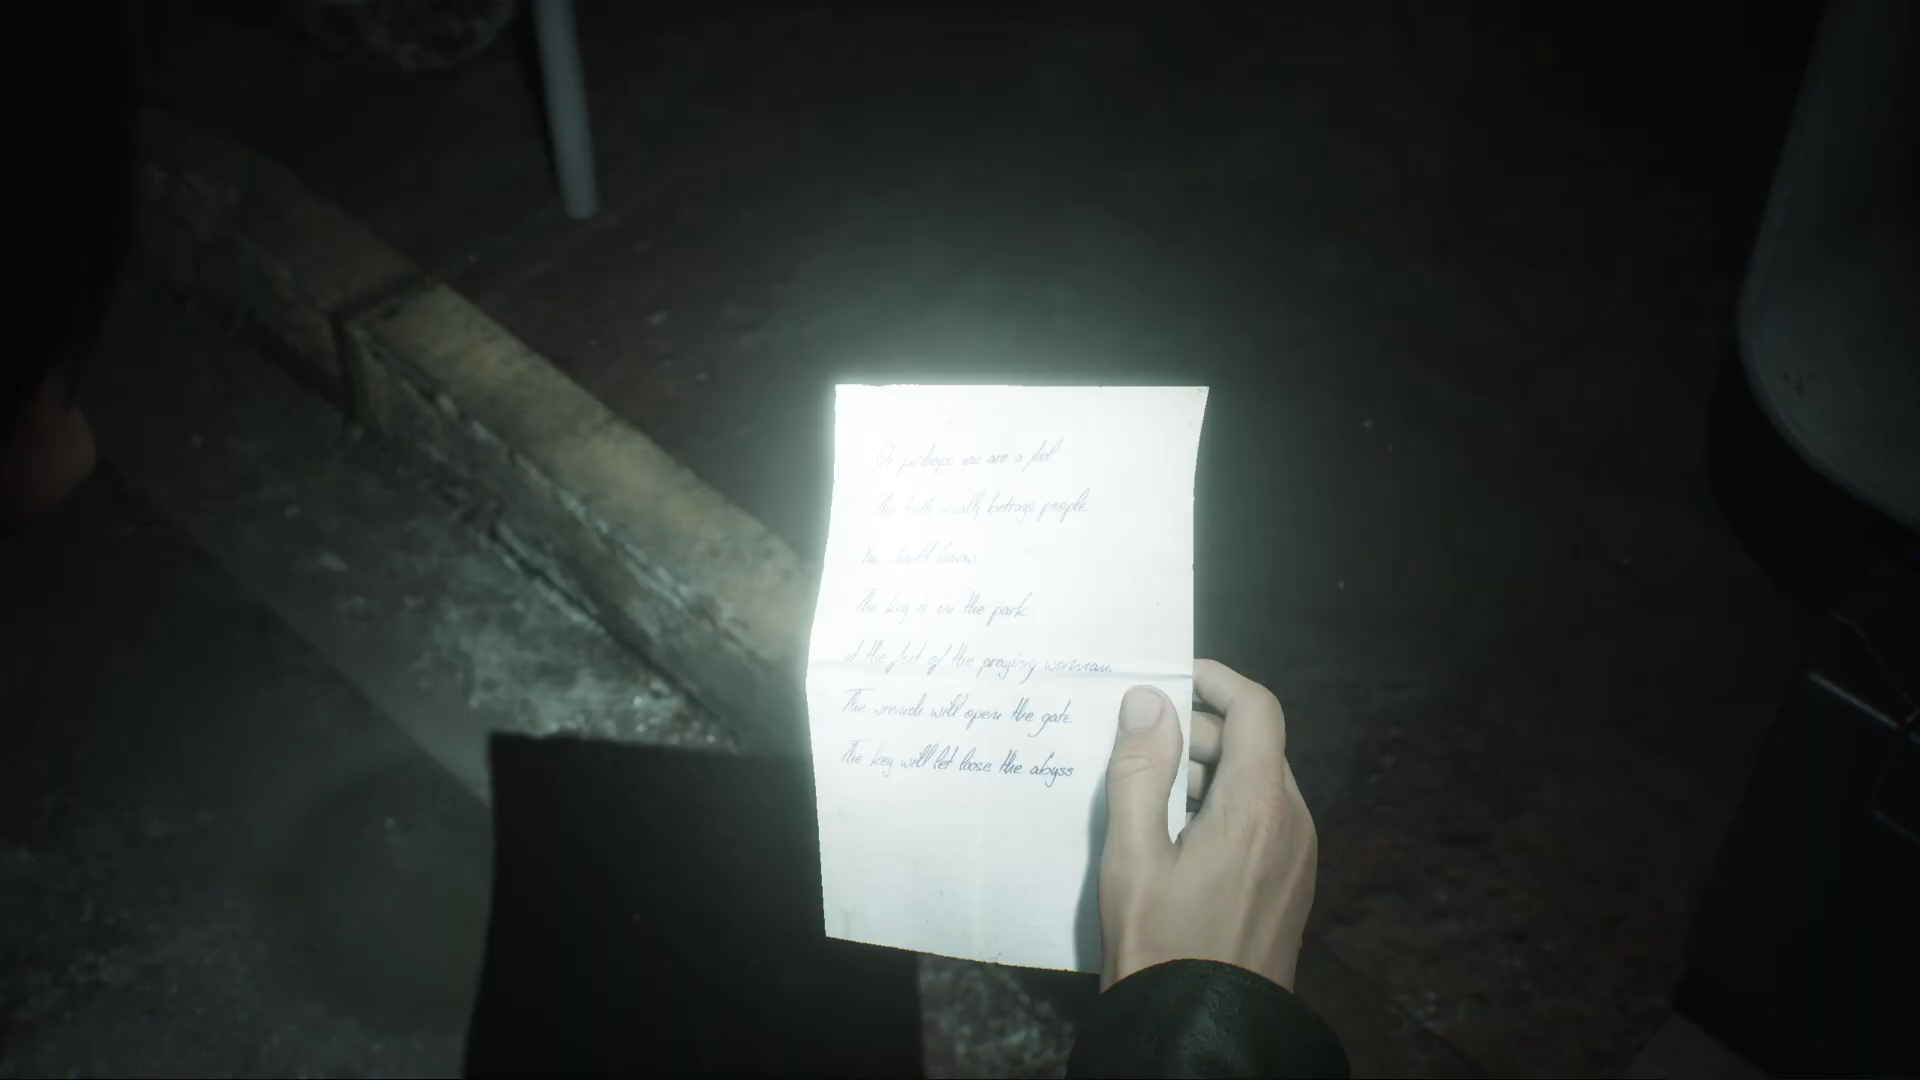 Or perhaps you are a fool.
The truth usually betrays people.
You should know.
The key is in the park.
at the feet of the praying woman.
The wrench will open the gate.
The key will let loose the abyss